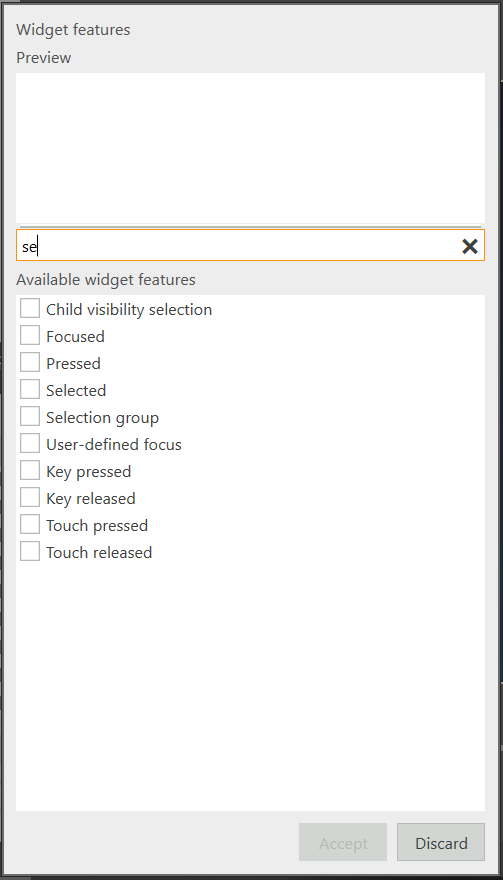 Widget features
Preview
se
Available widget features
Child visibility selection
Focused
Pressed
Selected
Selection group
User-defined focus
Key pressed
Key released
Touch pressed
Touch released
Accept
Discard